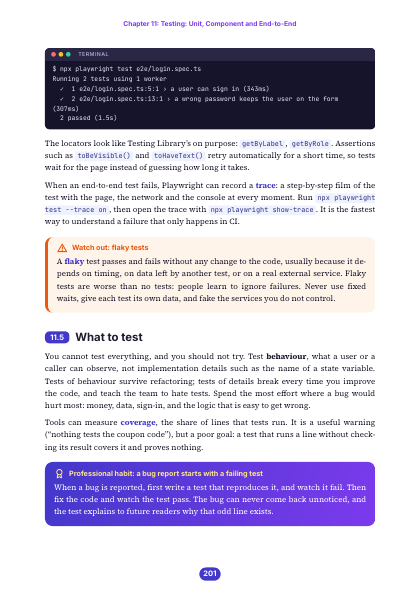 Chapter 11: Testing: Unit, Component and End-to-End
TERMINAL
$ npx playwright test e2e/login.spec.ts
Running 2 tests using 1 worker
✓ 1 e2e/login.spec.ts:5:1 › a user can sign in (343ms)
✓ 2 e2e/login.spec.ts:13:1 › a wrong password keeps the user on the form
(307ms)
2 passed (1.5s)
The locators look like Testing Library's on purpose: getByLabel, getByRole. Assertions
such as toBeVisible() and toHaveText() retry automatically for a short time, so tests
wait for the page instead of guessing how long it takes.
When an end-to-end test fails, Playwright can record a trace: a step-by-step film of the
test with the page, the network and the console at every moment. Run npx playwright
test --trace on, then open the trace with npx playwright show-trace. It is the fastest
way to understand a failure that only happens in CI.
Watch out: flaky tests
A flaky test passes and fails without any change to the code, usually because it de-
pends on timing, on data left by another test, or on a real external service. Flaky
tests are worse than no tests: people learn to ignore failures. Never use fixed
waits, give each test its own data, and fake the services you do not control.
11.5 What to test
You cannot test everything, and you should not try. Test behaviour, what a user or a
caller can observe, not implementation details such as the name of a state variable.
Tests of behaviour survive refactoring; tests of details break every time you improve
the code, and teach the team to hate tests. Spend the most effort where a bug would
hurt most: money, data, sign-in, and the logic that is easy to get wrong.
Tools can measure coverage, the share of lines that tests run. It is a useful warning
("nothing tests the coupon code"), but a poor goal: a test that runs a line without check-
ing its result covers it and proves nothing.
Professional habit: a bug report starts with a failing test
When a bug is reported, first write a test that reproduces it, and watch it fail. Then
fix the code and watch the test pass. The bug can never come back unnoticed, and
the test explains to future readers why that odd line exists.
201